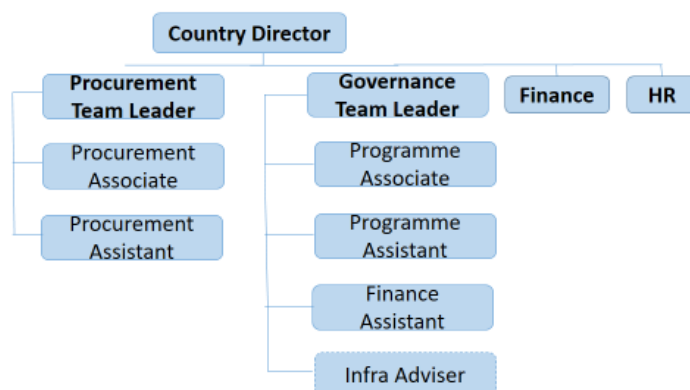 Country Director
Procurement
Team Leader
Governance
Team Leader
Finance
HR
Procurement
Associate
Programme
Associate
Procurement
Assistant
Programme
Assistant
Finance
Assistant
Infra Adviser